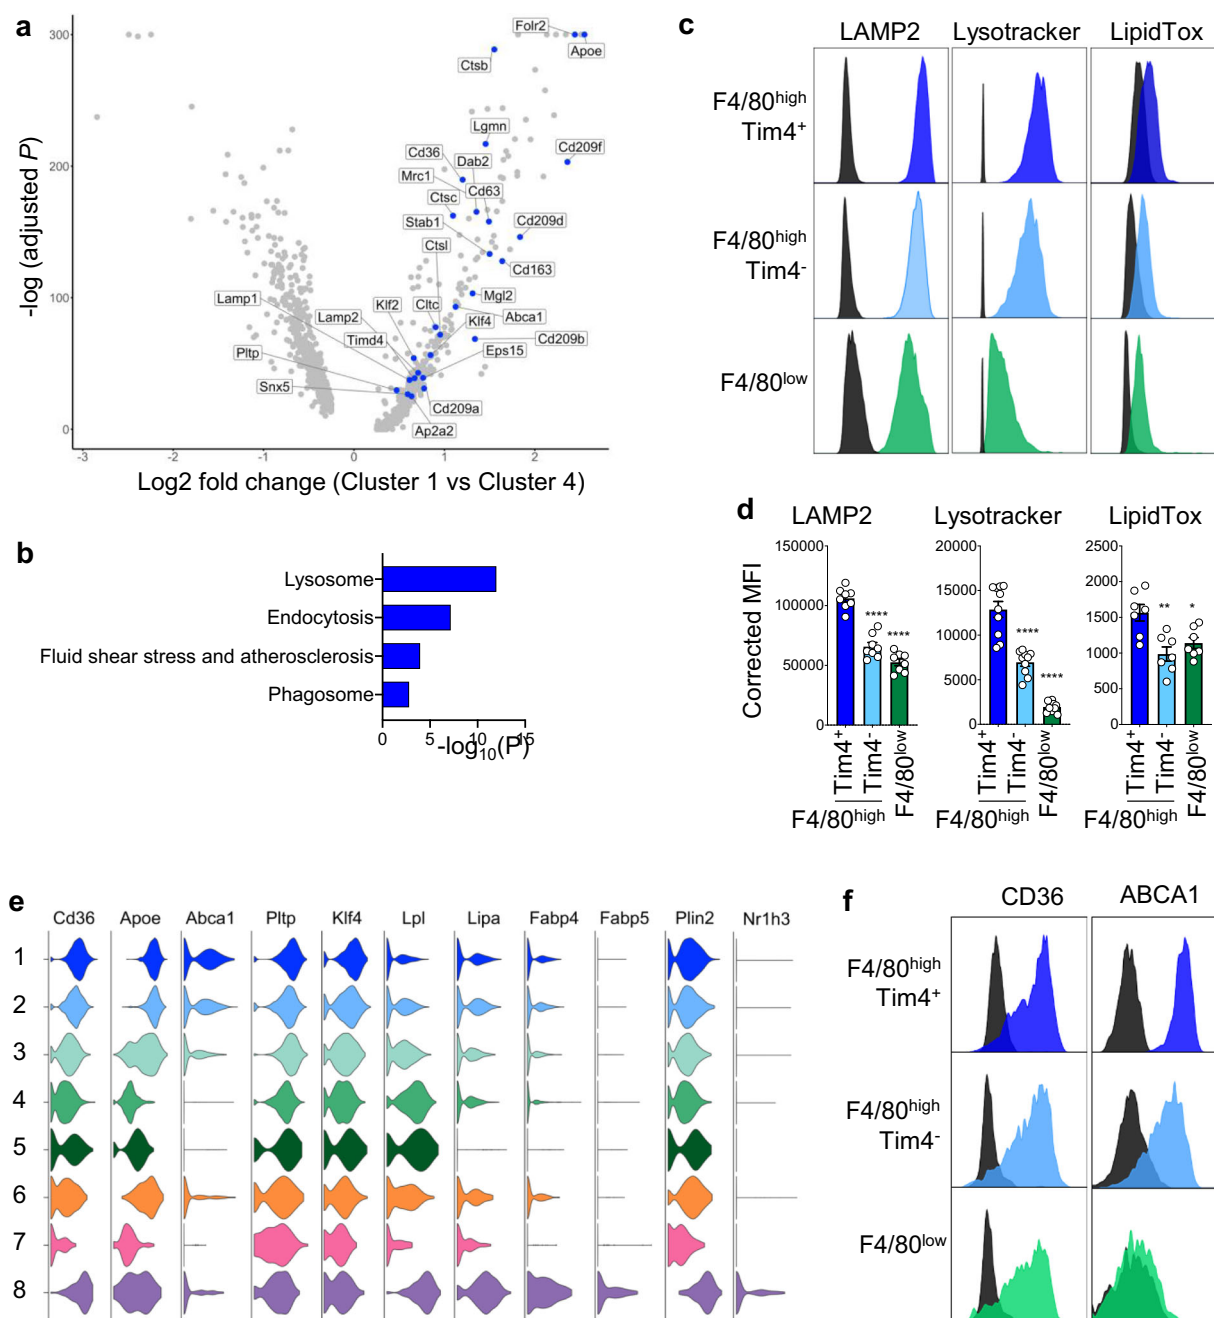 a
300
200
100
0
-log (adjusted P)
-3
-2
-1
0
1
2
Log2 fold change (Cluster 1 vs Cluster 4)
Folr2
Apoe
Ctsb
Lgmn
Cd209f
Cd36
Dab2
Mrc1
Cd63
Ctsc
Cd209d
Stab1
Ctsl
Cd163
Lamp1
Mgl2
Klf2
Cltc
Abca1
Lamp2
Klf4
Timd4
Cd209b
Pltp
Eps15
Snx5
Cd209a
Ap2a2
b
Lysosome
Endocytosis
Fluid shear stress and atherosclerosis
Phagosome
0
5
10
15
-log10(P)
c
LAMP2
Lysotracker
LipidTox
F4/80high
Tim4+
F4/80high
Tim4-
F4/80low
d
LAMP2
Lysotracker
LipidTox
Corrected MFI
150000
100000
50000
0
****
****
Tim4+
Tim4-
F4/80low
F4/80high
20000
15000
10000
5000
0
****
****
Tim4+
Tim4-
F4/80low
F4/80high
2500
2000
1500
1000
500
0
**
*
Tim4+
Tim4-
F4/80low
F4/80high
e
Cd36 Apoe Abca1 Pltp Klf4 Lpl Lipa Fabp4 Fabp5 Plin2 Nr1h3
1
2
3
4
5
6
7
8
f
CD36
ABCA1
F4/80high
Tim4+
F4/80high
Tim4-
F4/80low